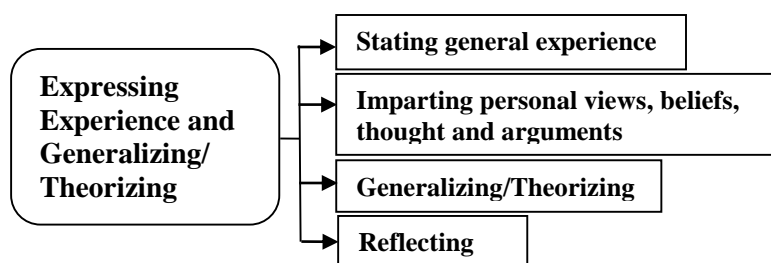 Expressing
Experience and
Generalizing/
Theorizing
Stating general experience
Imparting personal views, beliefs,
thought and arguments
Generalizing/Theorizing
Reflecting